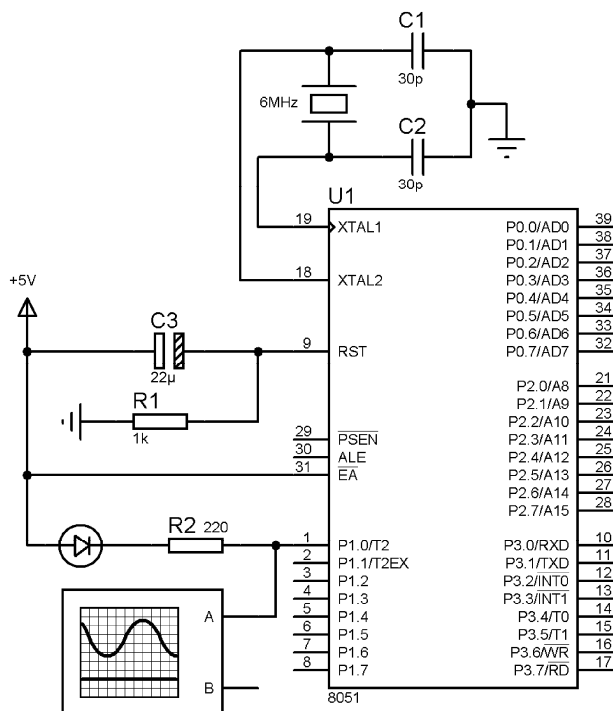 C1
30p
6MHz
C2
30p
U1
19 XTAL1
18 XTAL2
P0.0/AD0 39
P0.1/AD1 38
P0.2/AD2 37
P0.3/AD3 36
P0.4/AD4 35
P0.5/AD5 34
P0.6/AD6 33
P0.7/AD7 32
+5V
C3
22µ
9 RST
R1
1k
P2.0/A8 21
P2.1/A9 22
P2.2/A10 23
P2.3/A11 24
P2.4/A12 25
P2.5/A13 26
P2.6/A14 27
P2.7/A15 28
29 PSEN
30 ALE
31 EA
R2 220
1 P1.0/T2
2 P1.1/T2EX
3 P1.2
4 P1.3
5 P1.4
6 P1.5
7 P1.6
8 P1.7
P3.0/RXD 10
P3.1/TXD 11
P3.2/INT0 12
P3.3/INT1 13
P3.4/T0 14
P3.5/T1 15
P3.6/WR 16
P3.7/RD 17
A
B
8051